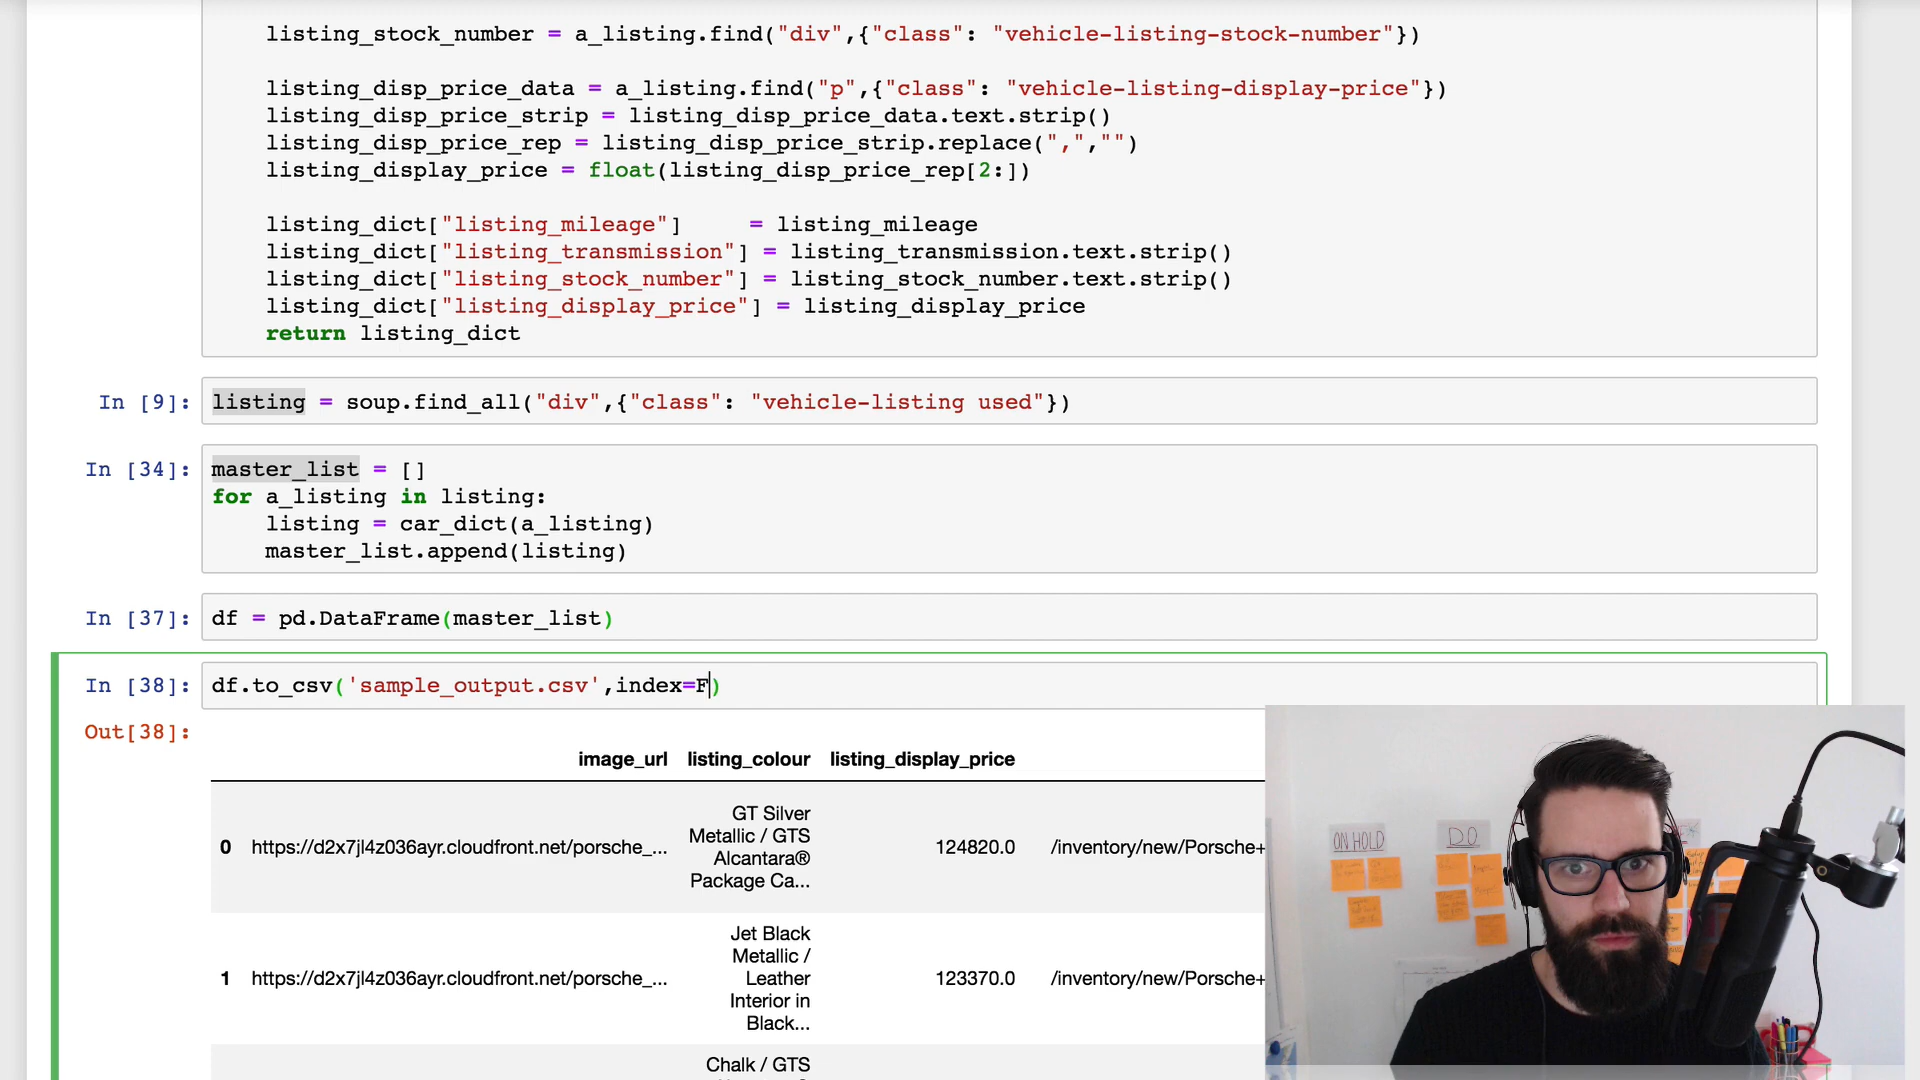 listing_stock_number = a_listing.find("div",{"class": "vehicle-listing-stock-number"})
listing_disp_price_data = a_listing.find("p",{"class": "vehicle-listing-display-price"})
listing_disp_price_strip = listing_disp_price_data.text.strip()
listing_disp_price_rep = listing_disp_price_strip.replace(",","")
listing_display_price = float(listing_disp_price_rep[2:])
listing_dict["listing_mileage"] = listing_mileage
listing_dict["listing_transmission"] = listing_transmission.text.strip()
listing_dict["listing_stock_number"] = listing_stock_number.text.strip()
listing_dict["listing_display_price"] = listing_display_price
return listing_dict
In [9]: listing = soup.find_all("div",{"class": "vehicle-listing used"})
In [34]: master_list = []
for a_listing in listing:
listing = car_dict(a_listing)
master_list.append(listing)
In [37]: df = pd.DataFrame(master_list)
In [38]: df.to_csv('sample_output.csv',index=F)
Out[38]:
image_url listing_colour listing_display_price
GT Silver
Metallic / GTS
0 https://d2x7jl4z036ayr.cloudfront.net/porsche_... Alcantara® 124820.0 /inventory/new/Porsche+
Package Ca...
Jet Black
Metallic /
1 https://d2x7jl4z036ayr.cloudfront.net/porsche_... Leather 123370.0 /inventory/new/Porsche+
Interior in
Black...
Chalk / GTS
ON HOLD
DO